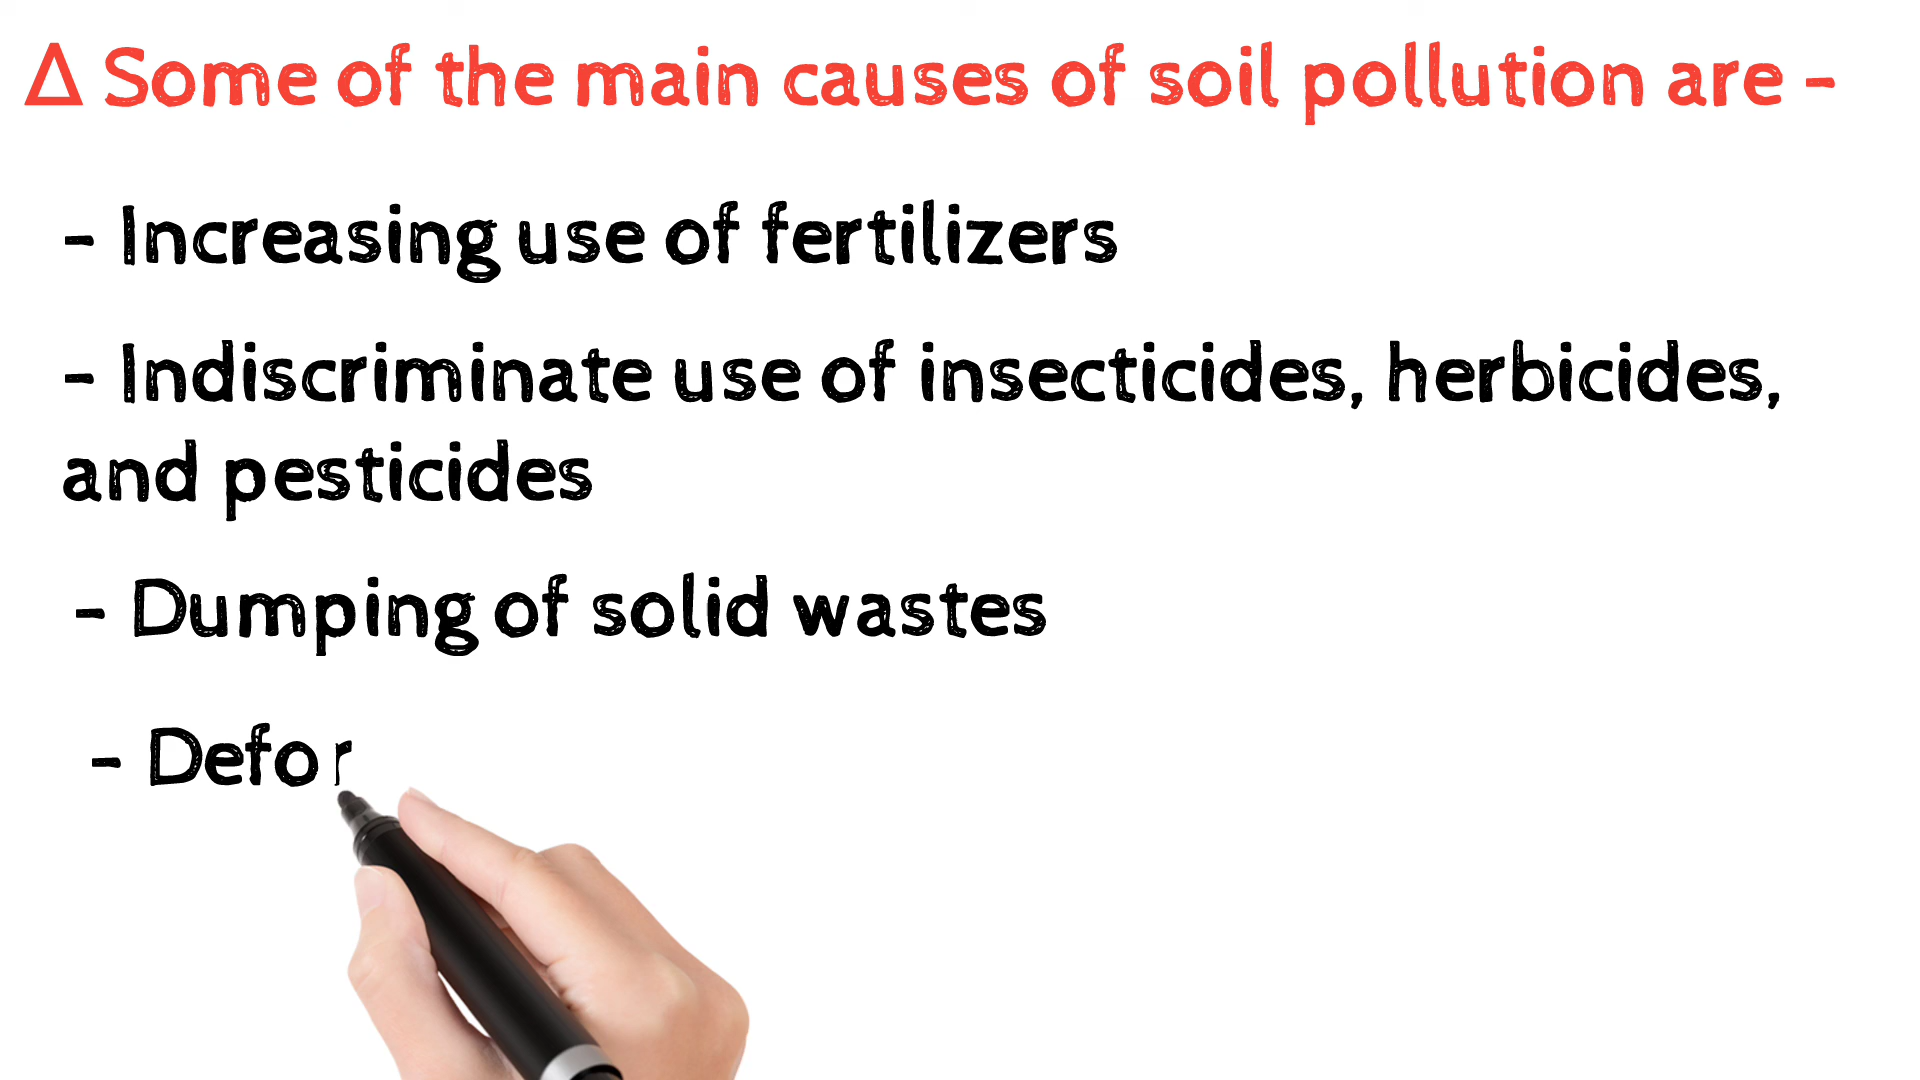 Δ Some of the main causes of soil pollution are -
- Increasing use of fertilizers
- Indiscriminate use of insecticides, herbicides,
and pesticides
- Dumping of solid wastes
- Defor